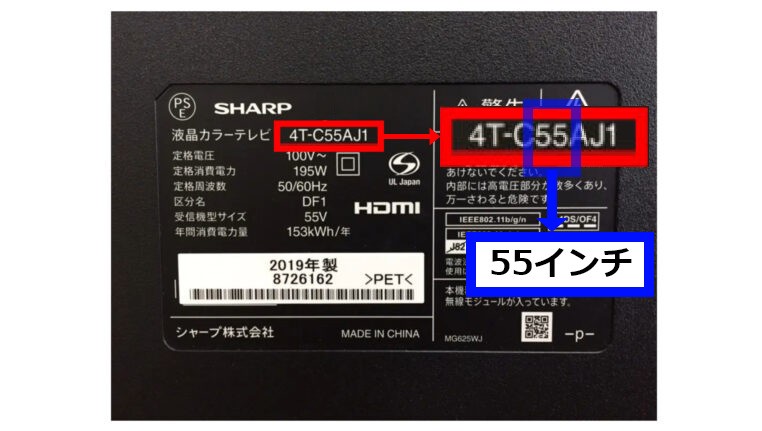 PS
E
SHARP
液晶カラーテレビ 4T-C55AJ1
定格電圧 100V～
定格消費電力 195W
定格周波数 50/60Hz
区分名 DF1
受信機型サイズ 55V
年間消費電力量 153kWh/年
UL Japan
HDMI
2019年製
8726162 >PET<
シャープ株式会社 MADE IN CHINA
4T-C55AJ1
あけないでください。
内部には高電圧部分が数多くあり、
万一さわると危険です
IEEE802.11b/g/n
DS/OF4
55インチ
無線モジュールが入っています。
MG625WJ
-p-